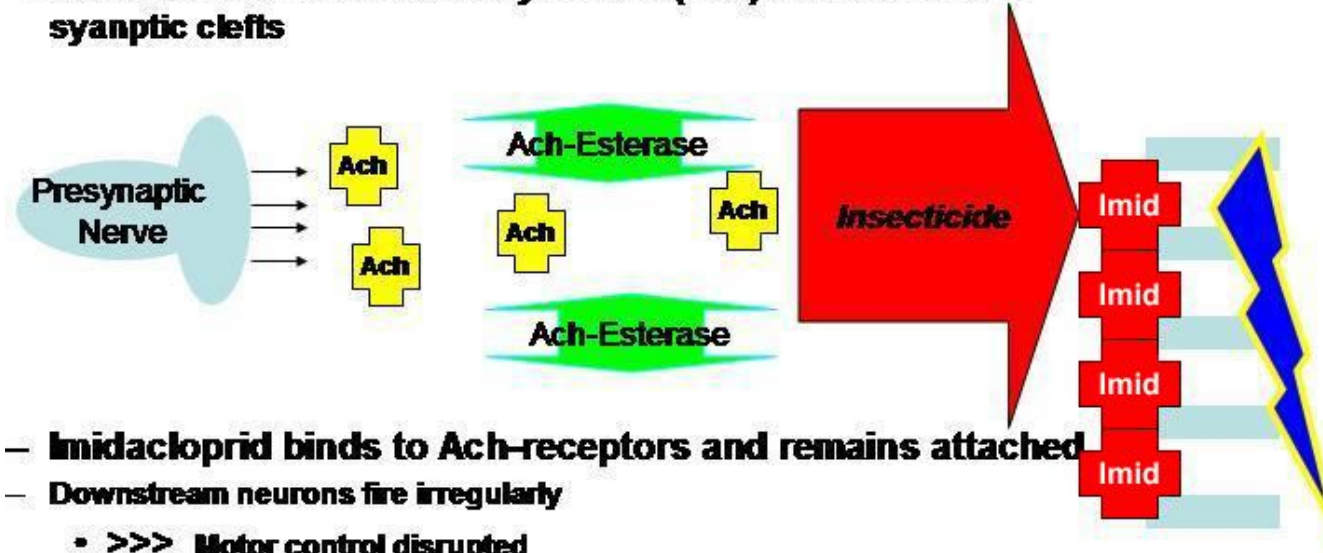 syanptic clefts
Ach-Esterase
Ach
Presynaptic
Nerve
Ach
Ach
Ach
Insecticide
Imid
Imid
Imid
Imid
Ach-Esterase
– Imidacloprid binds to Ach-receptors and remains attached
– Downstream neurons fire irregularly
• >>> Motor control disrupted